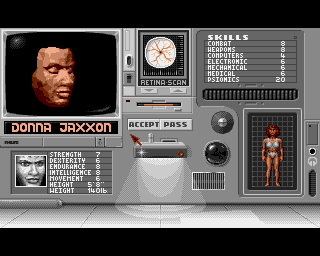 SKILLS
COMBAT 8
WEAPONS 8
COMPUTERS 4
ELECTRONIC 6
MECHANICAL 6
MEDICAL 6
PSIONICS 20
RETINA-SCAN
ACCEPT PASS
DONNA JAXXON
STRENGTH 7
DEXTERITY 6
ENDURANCE 8
INTELLIGENCE 8
MOVEMENT 6
HEIGHT 5'8"
WEIGHT 140lb